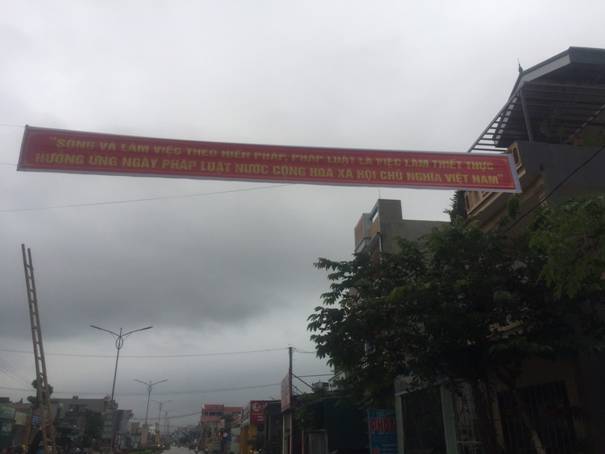 "SỐNG VÀ LÀM VIỆC THEO HIẾN PHÁP, PHÁP LUẬT LÀ VIỆC LÀM THIẾT THỰC
HƯỞNG ỨNG NGÀY PHÁP LUẬT NƯỚC CỘNG HOÀ XÃ HỘI CHỦ NGHĨA VIỆT NAM"